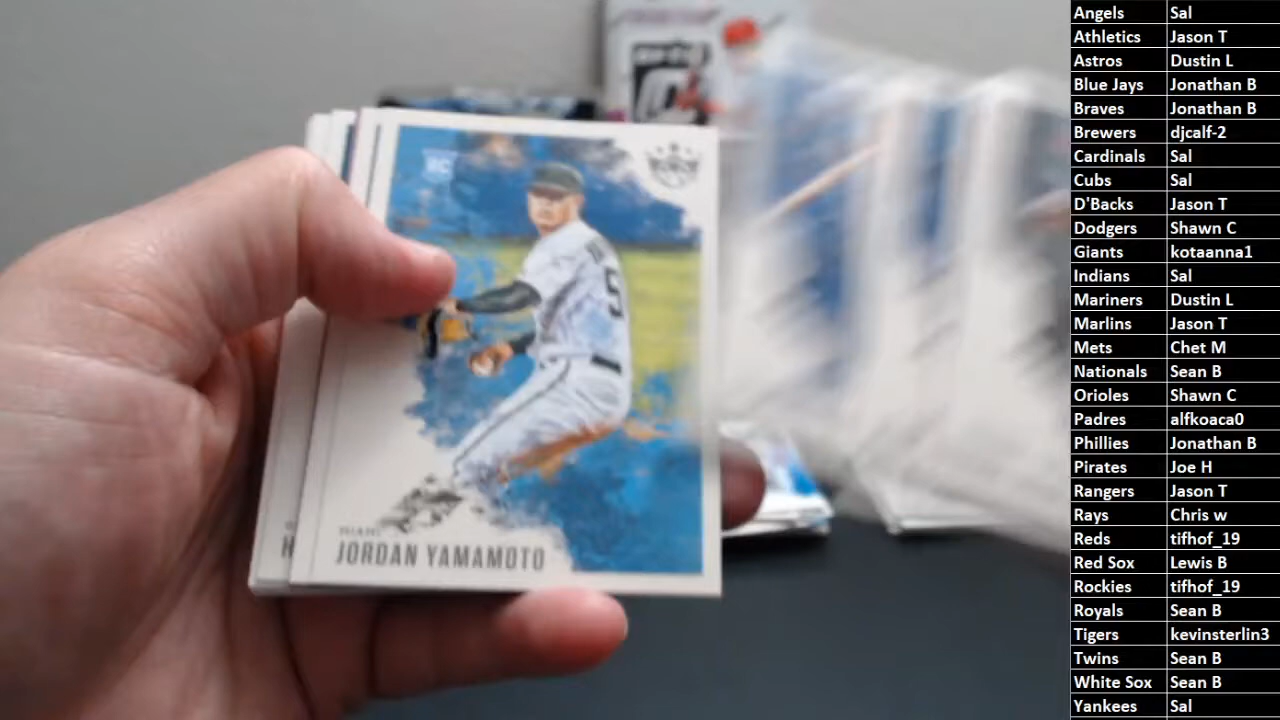 RC
MIAMI
JORDAN YAMAMOTO
Angels Sal
Athletics Jason T
Astros Dustin L
Blue Jays Jonathan B
Braves Jonathan B
Brewers djcalf-2
Cardinals Sal
Cubs Sal
D'Backs Jason T
Dodgers Shawn C
Giants kotaanna1
Indians Sal
Mariners Dustin L
Marlins Jason T
Mets Chet M
Nationals Sean B
Orioles Shawn C
Padres alfkoaca0
Phillies Jonathan B
Pirates Joe H
Rangers Jason T
Rays Chris w
Reds tifhof_19
Red Sox Lewis B
Rockies tifhof_19
Royals Sean B
Tigers kevinsterlin3
Twins Sean B
White Sox Sean B
Yankees Sal